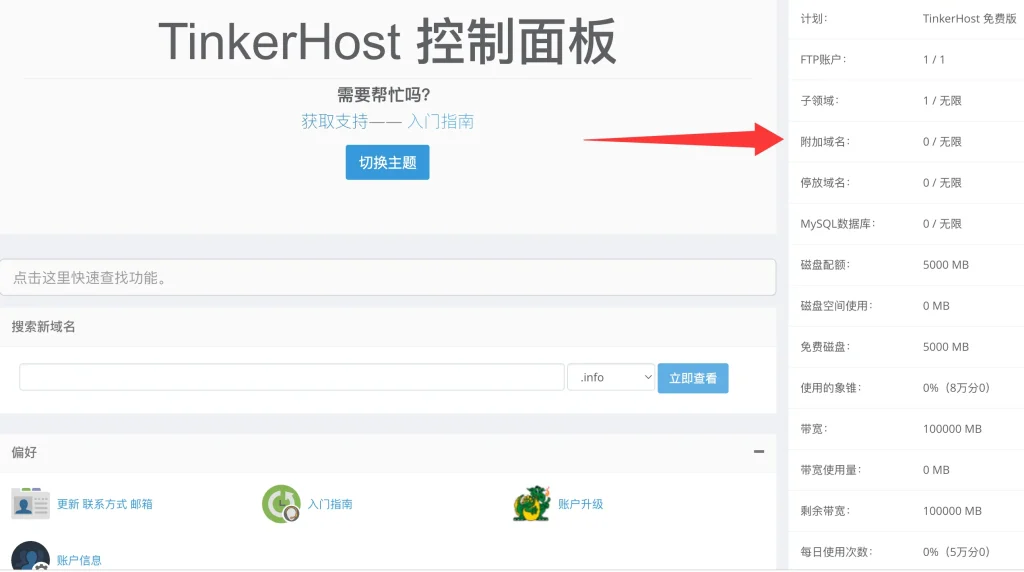 TinkerHost 控制面板
需要帮忙吗?
获取支持—— 入门指南
切换主题
点击这里快速查找功能。
搜索新域名
.info
立即查看
偏好
更新 联系方式 邮箱
入门指南
账户升级
账户信息
计划: TinkerHost 免费版
FTP账户: 1 / 1
子领域: 1 / 无限
附加域名: 0 / 无限
停放域名: 0 / 无限
MySQL数据库: 0 / 无限
磁盘配额: 5000 MB
磁盘空间使用: 0 MB
免费磁盘: 5000 MB
使用的象锥: 0%（8万分0）
带宽: 100000 MB
带宽使用量: 0 MB
剩余带宽: 100000 MB
每日使用次数: 0%（5万分0）